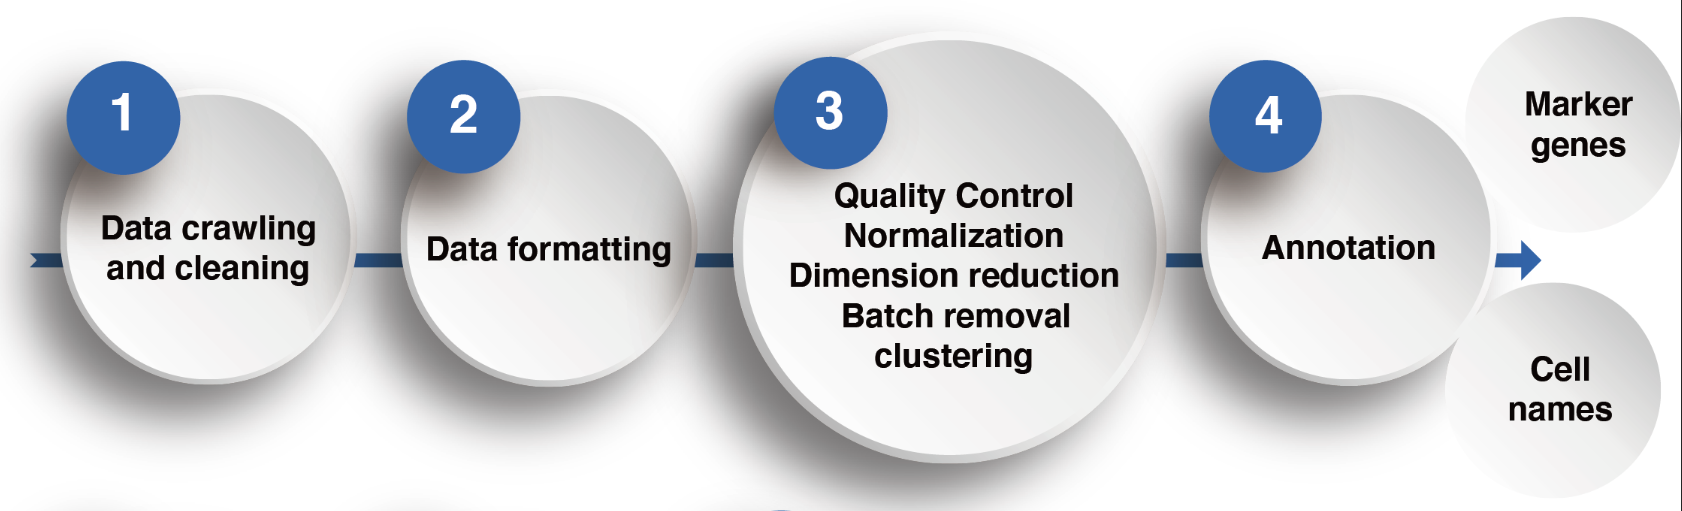 1
Data crawling
and cleaning
2
Data formatting
3
Quality Control
Normalization
Dimension reduction
Batch removal
clustering
4
Annotation
Marker
genes
Cell
names